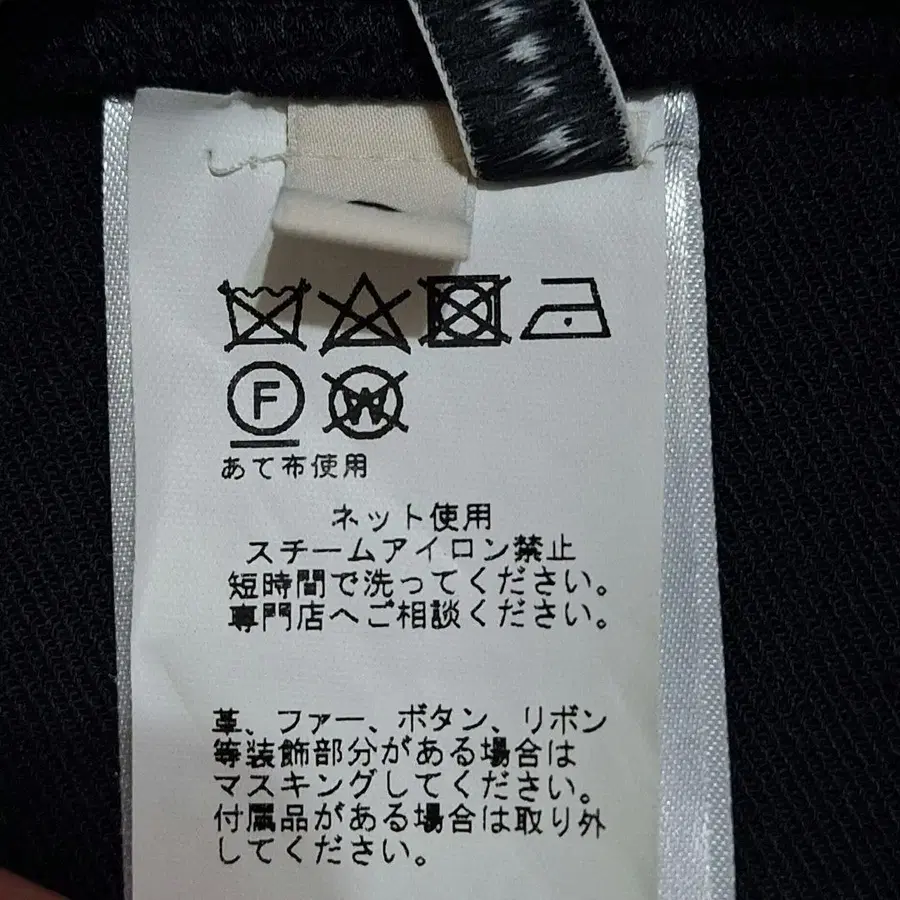 F
W
あて布使用
ネット使用
スチームアイロン禁止
短時間で洗ってください。
専門店へご相談ください。
革、ファー、ボタン、リボン
等装飾部分がある場合は
マスキングしてください。
付属品がある場合は取り外
してください。